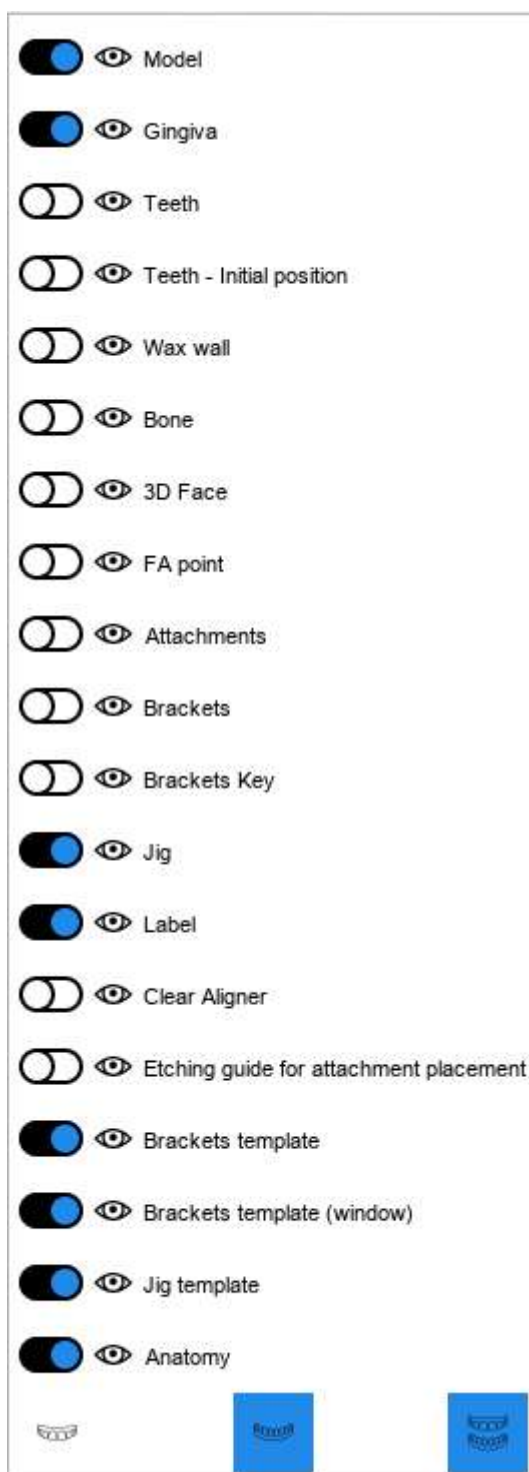 Model
Gingiva
Teeth
Teeth - Initial position
Wax wall
Bone
3D Face
FA point
Attachments
Brackets
Brackets Key
Jig
Label
Clear Aligner
Etching guide for attachment placement
Brackets template
Brackets template (window)
Jig template
Anatomy